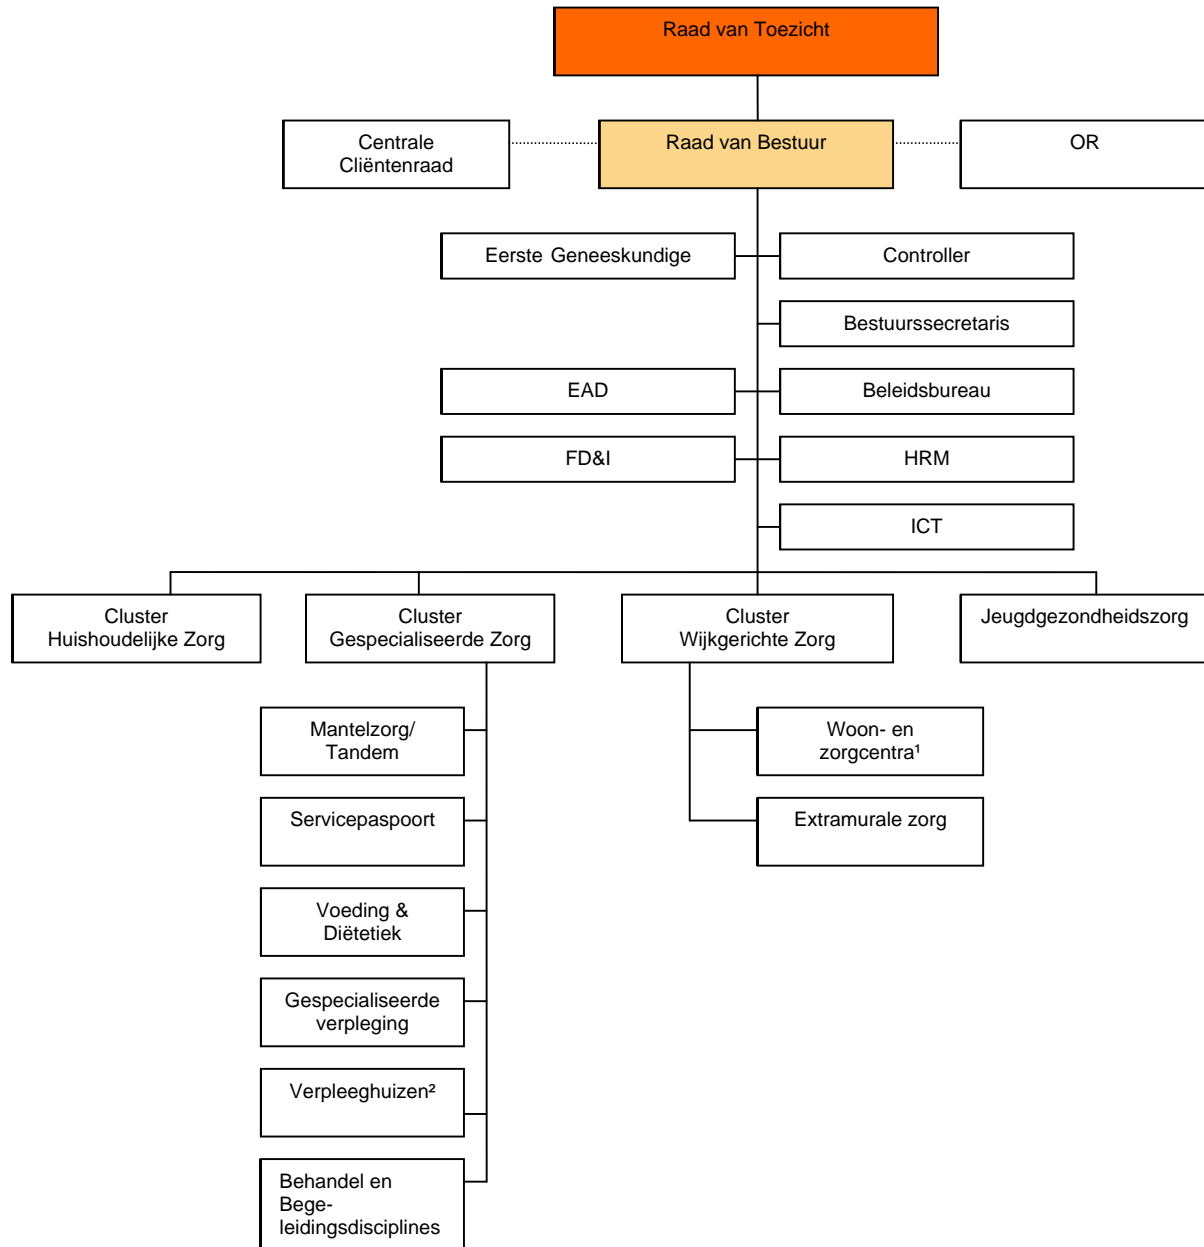 Raad van Toezicht
Centrale
Cliëntenraad
Raad van Bestuur
OR
Eerste Geneeskundige
Controller
Bestuurssecretaris
EAD
Beleidsbureau
FD&I
HRM
ICT
Cluster
Huishoudelijke Zorg
Cluster
Gespecialiseerde Zorg
Cluster
Wijkgerichte Zorg
Jeugdgezondheidszorg
Mantelzorg/
Tandem
Woon- en
zorgcentra¹
Servicepaspoort
Extramurale zorg
Voeding &
Diëtetiek
Gespecialiseerde
verpleging
Verpleeghuizen²
Behandel en
Bege-
leidingsdisciplines